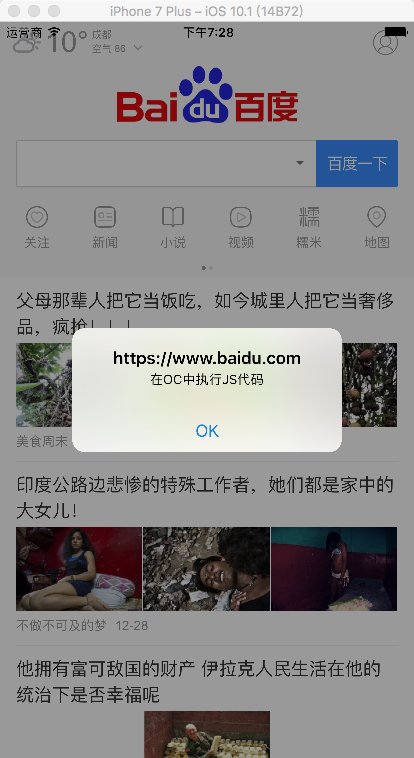 iPhone 7 Plus – iOS 10.1 (14B72)
运营商 下午7:28
10° 成都
空气 86
Bai du 百度
百度一下
关注 新闻 小说 视频 糯米 地图
糯
父母那辈人把它当饭吃，如今城里人把它当奢侈
品，疯抢！！！
https://www.baidu.com
在OC中执行JS代码
OK
美食周末
印度公路边悲惨的特殊工作者，她们都是家中的
大女儿！
不做不可及的梦 12-28
他拥有富可敌国的财产 伊拉克人民生活在他的
统治下是否幸福呢